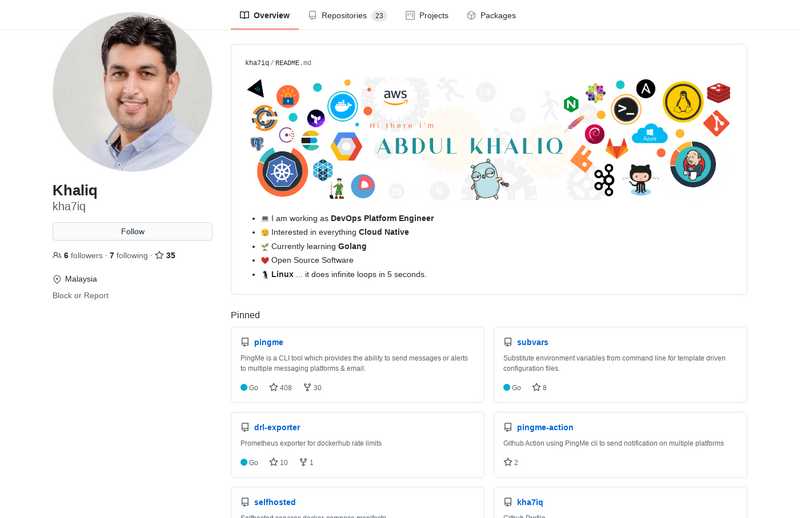 Overview
Repositories 23
Projects
Packages
kha7iq / README.md
aws
Hi there i'm
ABDUL KHALIQ
Azure
Khaliq
kha7iq
Follow
6 followers · 7 following · 35
Malaysia
Block or Report
I am working as DevOps Platform Engineer
Interested in everything Cloud Native
Currently learning Golang
Open Source Software
Linux ... it does infinite loops in 5 seconds.
Pinned
pingme
PingMe is a CLI tool which provides the ability to send messages or alerts
to multiple messaging platforms & email.
Go 408 30
subvars
Substitute environment variables from command line for template driven
configuration files.
Go 8
drl-exporter
Prometheus exporter for dockerhub rate limits
Go 10 1
pingme-action
Github Action using PingMe cli to send notification on multiple platforms
2
selfhosted
kha7iq